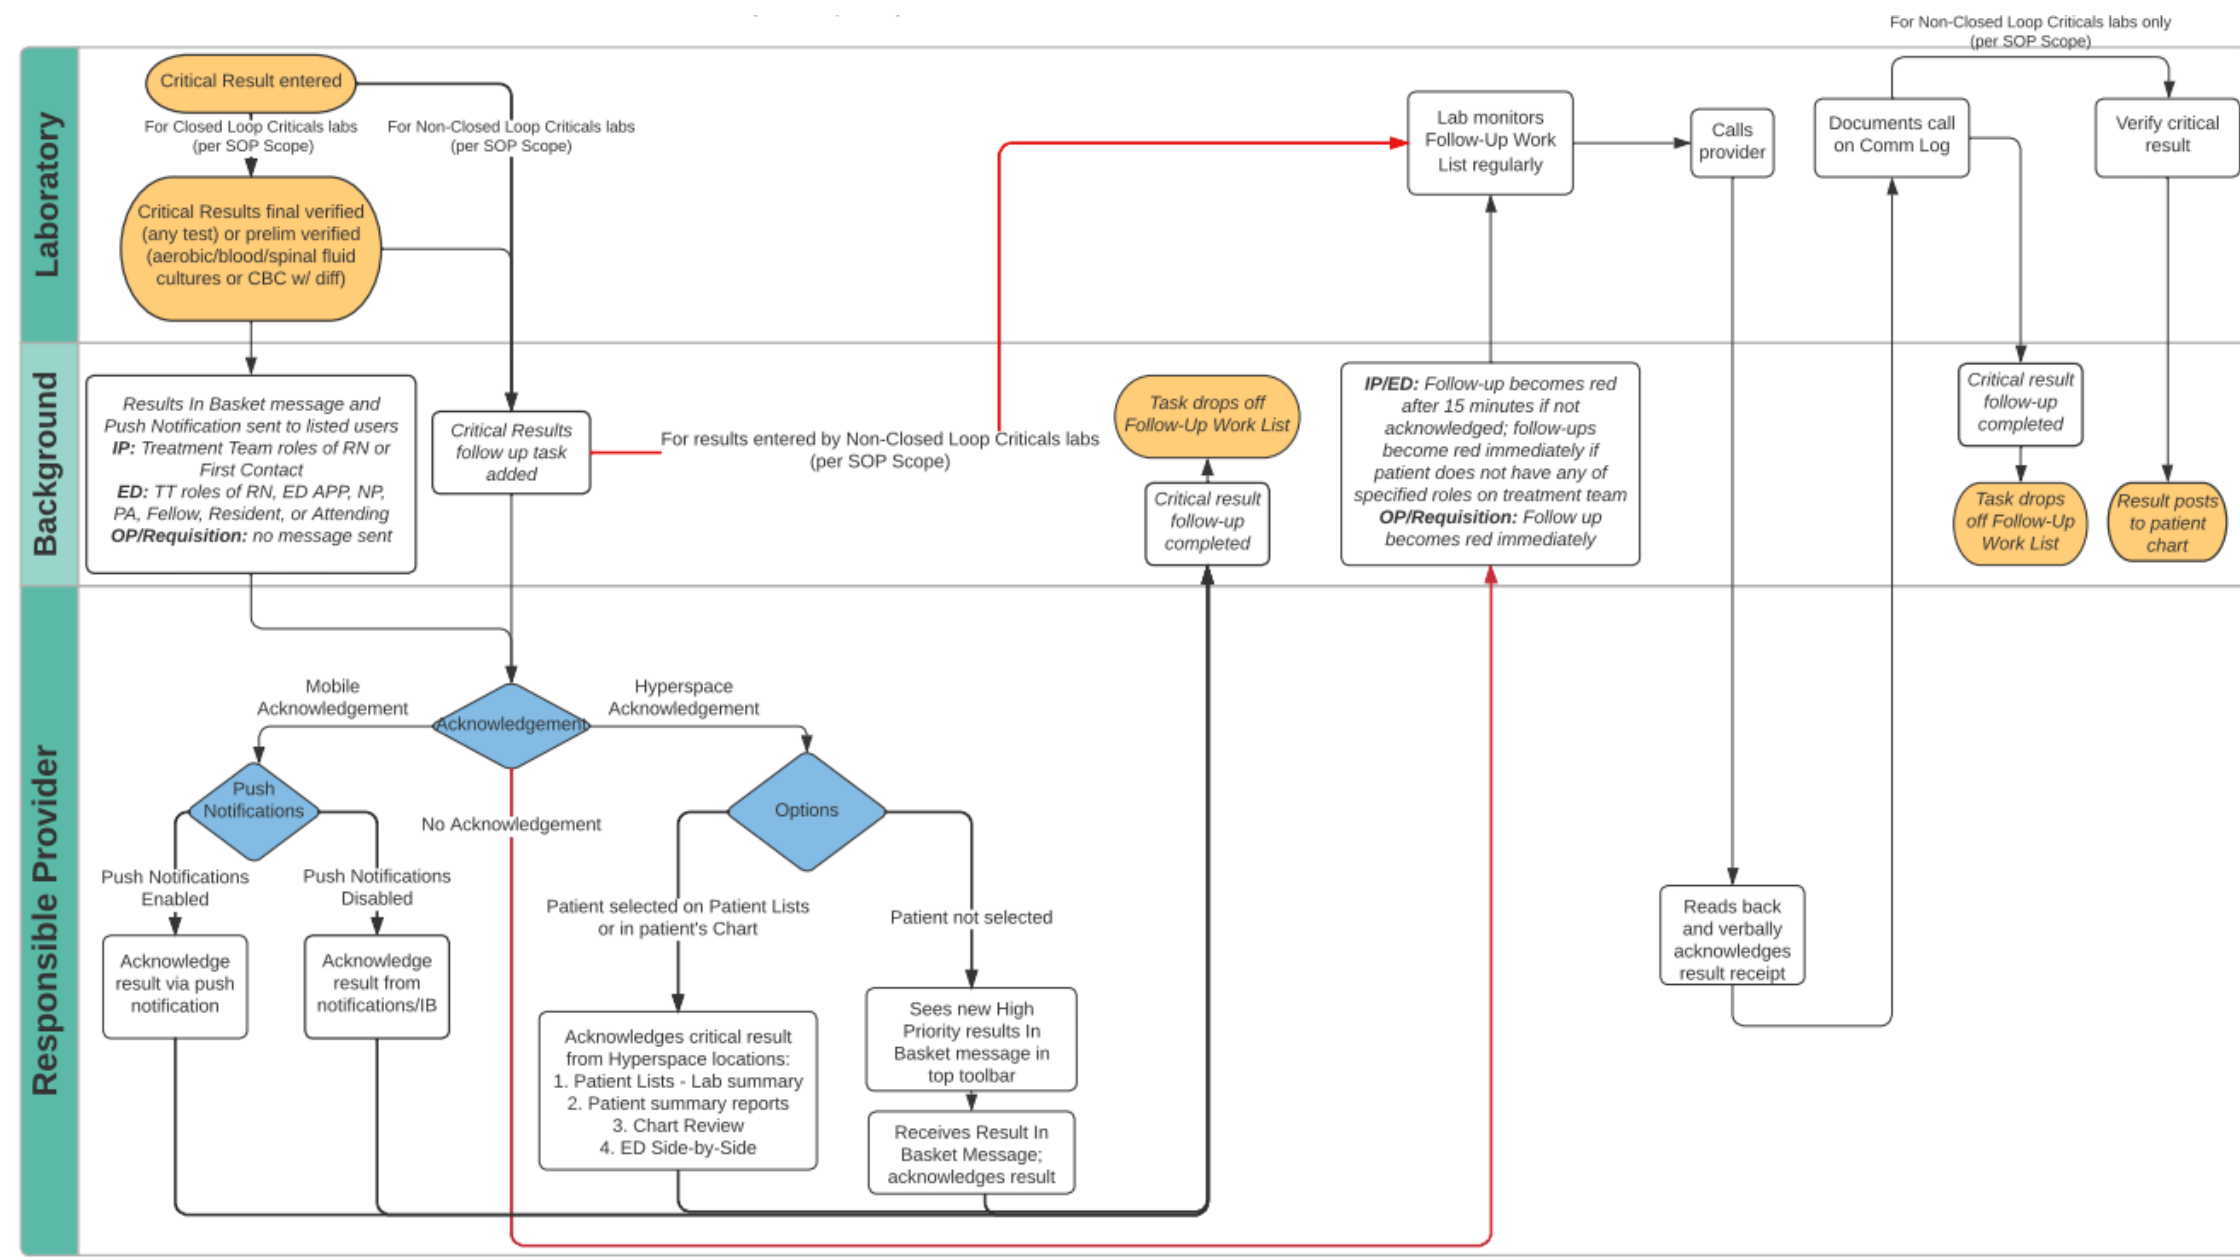 For Non-Closed Loop Criticals labs only
(per SOP Scope)
Laboratory
Critical Result entered
For Closed Loop Criticals labs
(per SOP Scope)
For Non-Closed Loop Criticals labs
(per SOP Scope)
Critical Results final verified
(any test) or prelim verified
(aerobic/blood/spinal fluid
cultures or CBC w/ diff)
Lab monitors
Follow-Up Work
List regularly
Calls
provider
Documents call
on Comm Log
Verify critical
result
Background
Results In Basket message and
Push Notification sent to listed users
IP: Treatment Team roles of RN or
First Contact
ED: TT roles of RN, ED APP, NP,
PA, Fellow, Resident, or Attending
OP/Requisition: no message sent
Critical Results
follow up task
added
For results entered by Non-Closed Loop Criticals labs
(per SOP Scope)
Task drops off
Follow-Up Work List
Critical result
follow-up
completed
IP/ED: Follow-up becomes red
after 15 minutes if not
acknowledged; follow-ups
become red immediately if
patient does not have any of
specified roles on treatment team
OP/Requisition: Follow up
becomes red immediately
Critical result
follow-up
completed
Task drops
off Follow-Up
Work List
Result posts
to patient
chart
Responsible Provider
Mobile
Acknowledgement
Acknowledgement
Hyperspace
Acknowledgement
Push
Notifications
Options
No Acknowledgement
Push Notifications
Enabled
Push Notifications
Disabled
Patient selected on Patient Lists
or in patient's Chart
Patient not selected
Acknowledge
result via push
notification
Acknowledge
result from
notifications/IB
Acknowledges critical result
from Hyperspace locations:
1. Patient Lists - Lab summary
2. Patient summary reports
3. Chart Review
4. ED Side-by-Side
Sees new High
Priority results In
Basket message in
top toolbar
Receives Result In
Basket Message;
acknowledges result
Reads back
and verbally
acknowledges
result receipt